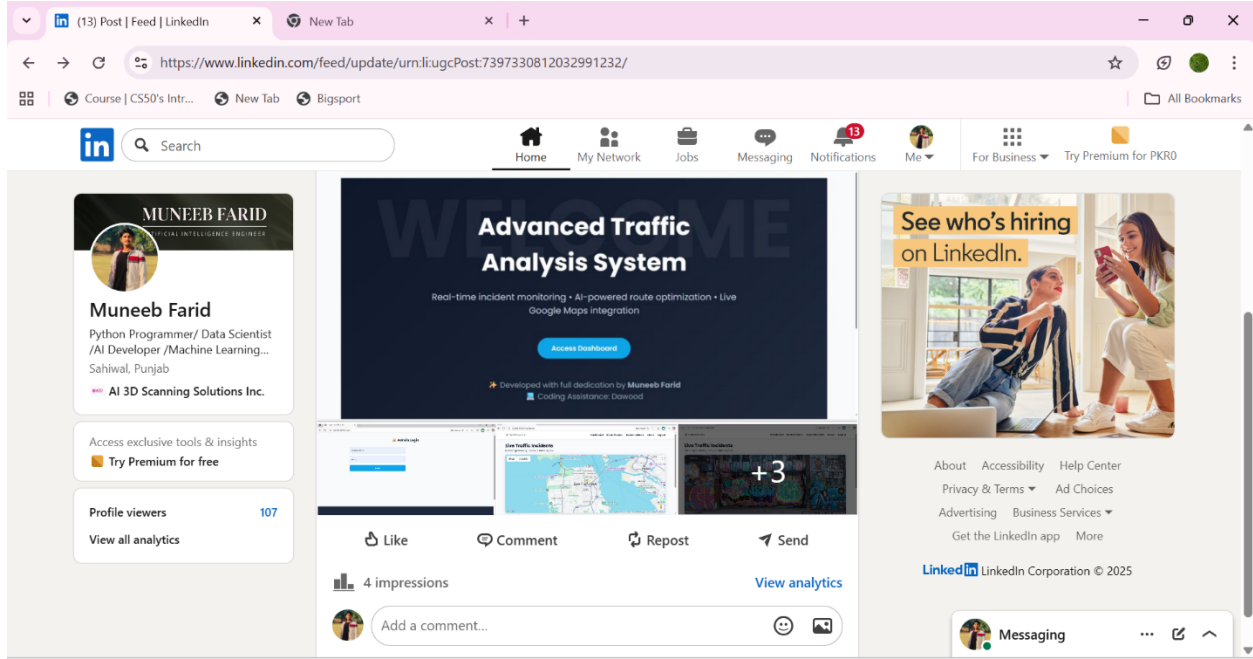 (13) Post | Feed | LinkedIn
New Tab
https://www.linkedin.com/feed/update/urn:li:ugcPost:7397330812032991232/
Course | CS50's Intr...
New Tab
Bigsport
All Bookmarks
in
Search
Home
My Network
Jobs
Messaging
13
Notifications
Me
For Business
Try Premium for PKR0
MUNEEB FARID
Muneeb Farid
Python Programmer/ Data Scientist
/AI Developer /Machine Learning...
Sahiwal, Punjab
AI 3D Scanning Solutions Inc.
Access exclusive tools & insights
Try Premium for free
Profile viewers
107
View all analytics
WELCOME
Advanced Traffic
Analysis System
Real-time incident monitoring • AI-powered route optimization • Live
Google Maps integration
Access Dashboard
Developed with full dedication by Muneeb Farid
Coding Assistance: Dawood
Live Traffic Incidents
Live Traffic Incidents
+3
Like
Comment
Repost
Send
4 impressions
View analytics
Add a comment...
See who's hiring
on LinkedIn.
About Accessibility Help Center
Privacy & Terms Ad Choices
Advertising Business Services
Get the LinkedIn app More
Linked in LinkedIn Corporation © 2025
Messaging